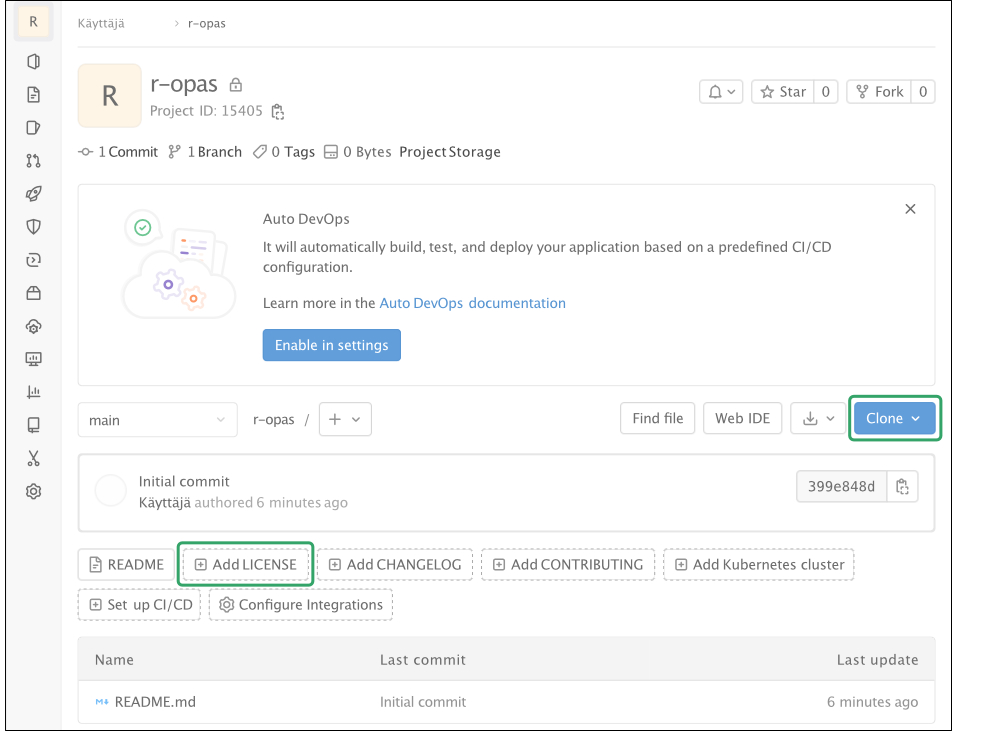 R
Käyttäjä > r-opas
R
r-opas
Project ID: 15405
Star 0
Fork 0
1 Commit 1 Branch 0 Tags 0 Bytes Project Storage
Auto DevOps
It will automatically build, test, and deploy your application based on a predefined CI/CD
configuration.
Learn more in the Auto DevOps documentation
Enable in settings
main r-opas / + Find file Web IDE Clone
Initial commit
Käyttäjä authored 6 minutes ago
399e848d
README Add LICENSE Add CHANGELOG Add CONTRIBUTING Add Kubernetes cluster
Set up CI/CD Configure Integrations
Name Last commit Last update
README.md Initial commit 6 minutes ago